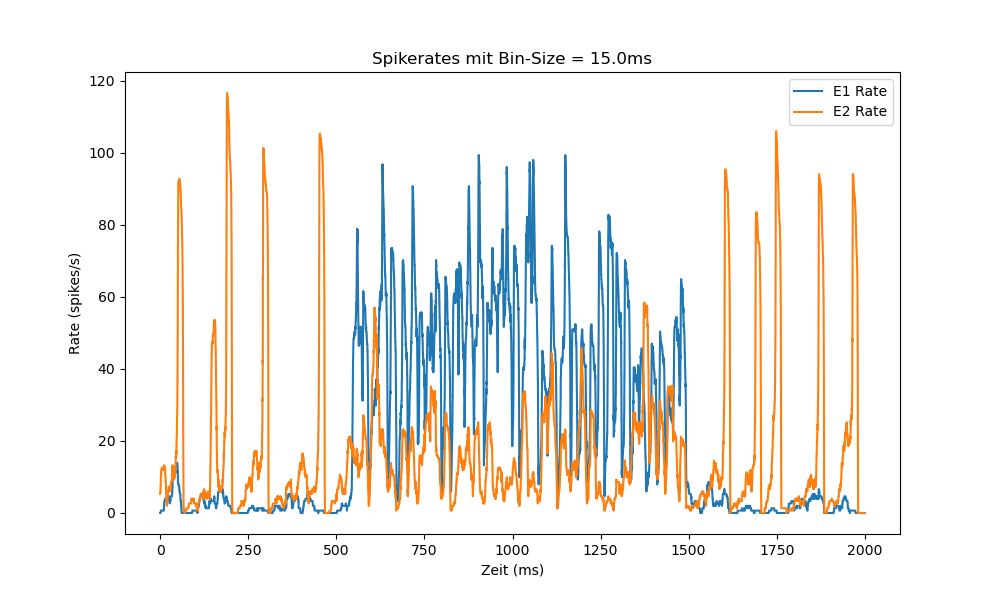 Spikerates mit Bin-Size = 15.0ms
E1 Rate
E2 Rate
120
100
80
60
40
20
0
Rate (spikes/s)
0 250 500 750 1000 1250 1500 1750 2000
Zeit (ms)